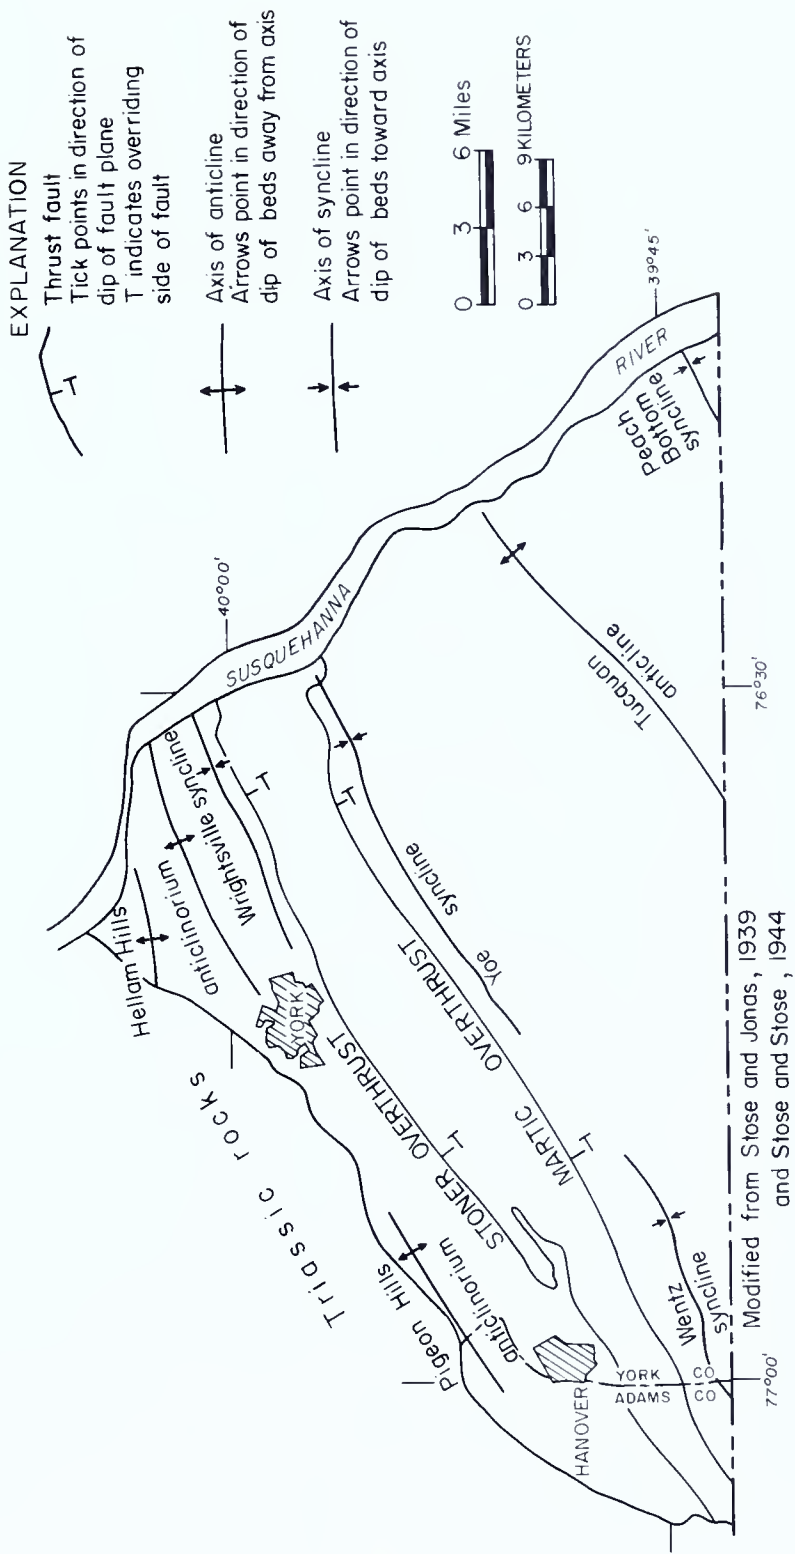 EXPLANATION
Thrust fault
Tick points in direction of
dip of fault plane
T indicates overriding
side of fault
Axis of anticline
Arrows point in direction of
dip of beds away from axis
Axis of syncline
Arrows point in direction of
dip of beds toward axis
0 3 6 Miles
0 3 6 9 KILOMETERS
Triassic rocks
Hellam Hills
anticlinorium
Wrightsville syncline
SUSQUEHANNA
RIVER
40°00'
39°45'
YORK
STONER OVERTHRUST
MARTIC OVERTHRUST
Yoe syncline
Pigeon Hills
anticlinorium
HANOVER
YORK CO
ADAMS CO
Wentz
syncline
Tucquan
anticline
Peach
Bottom
syncline
77°00'
76°30'
Modified from Stose and Jonas, 1939
and Stose and Stose, 1944